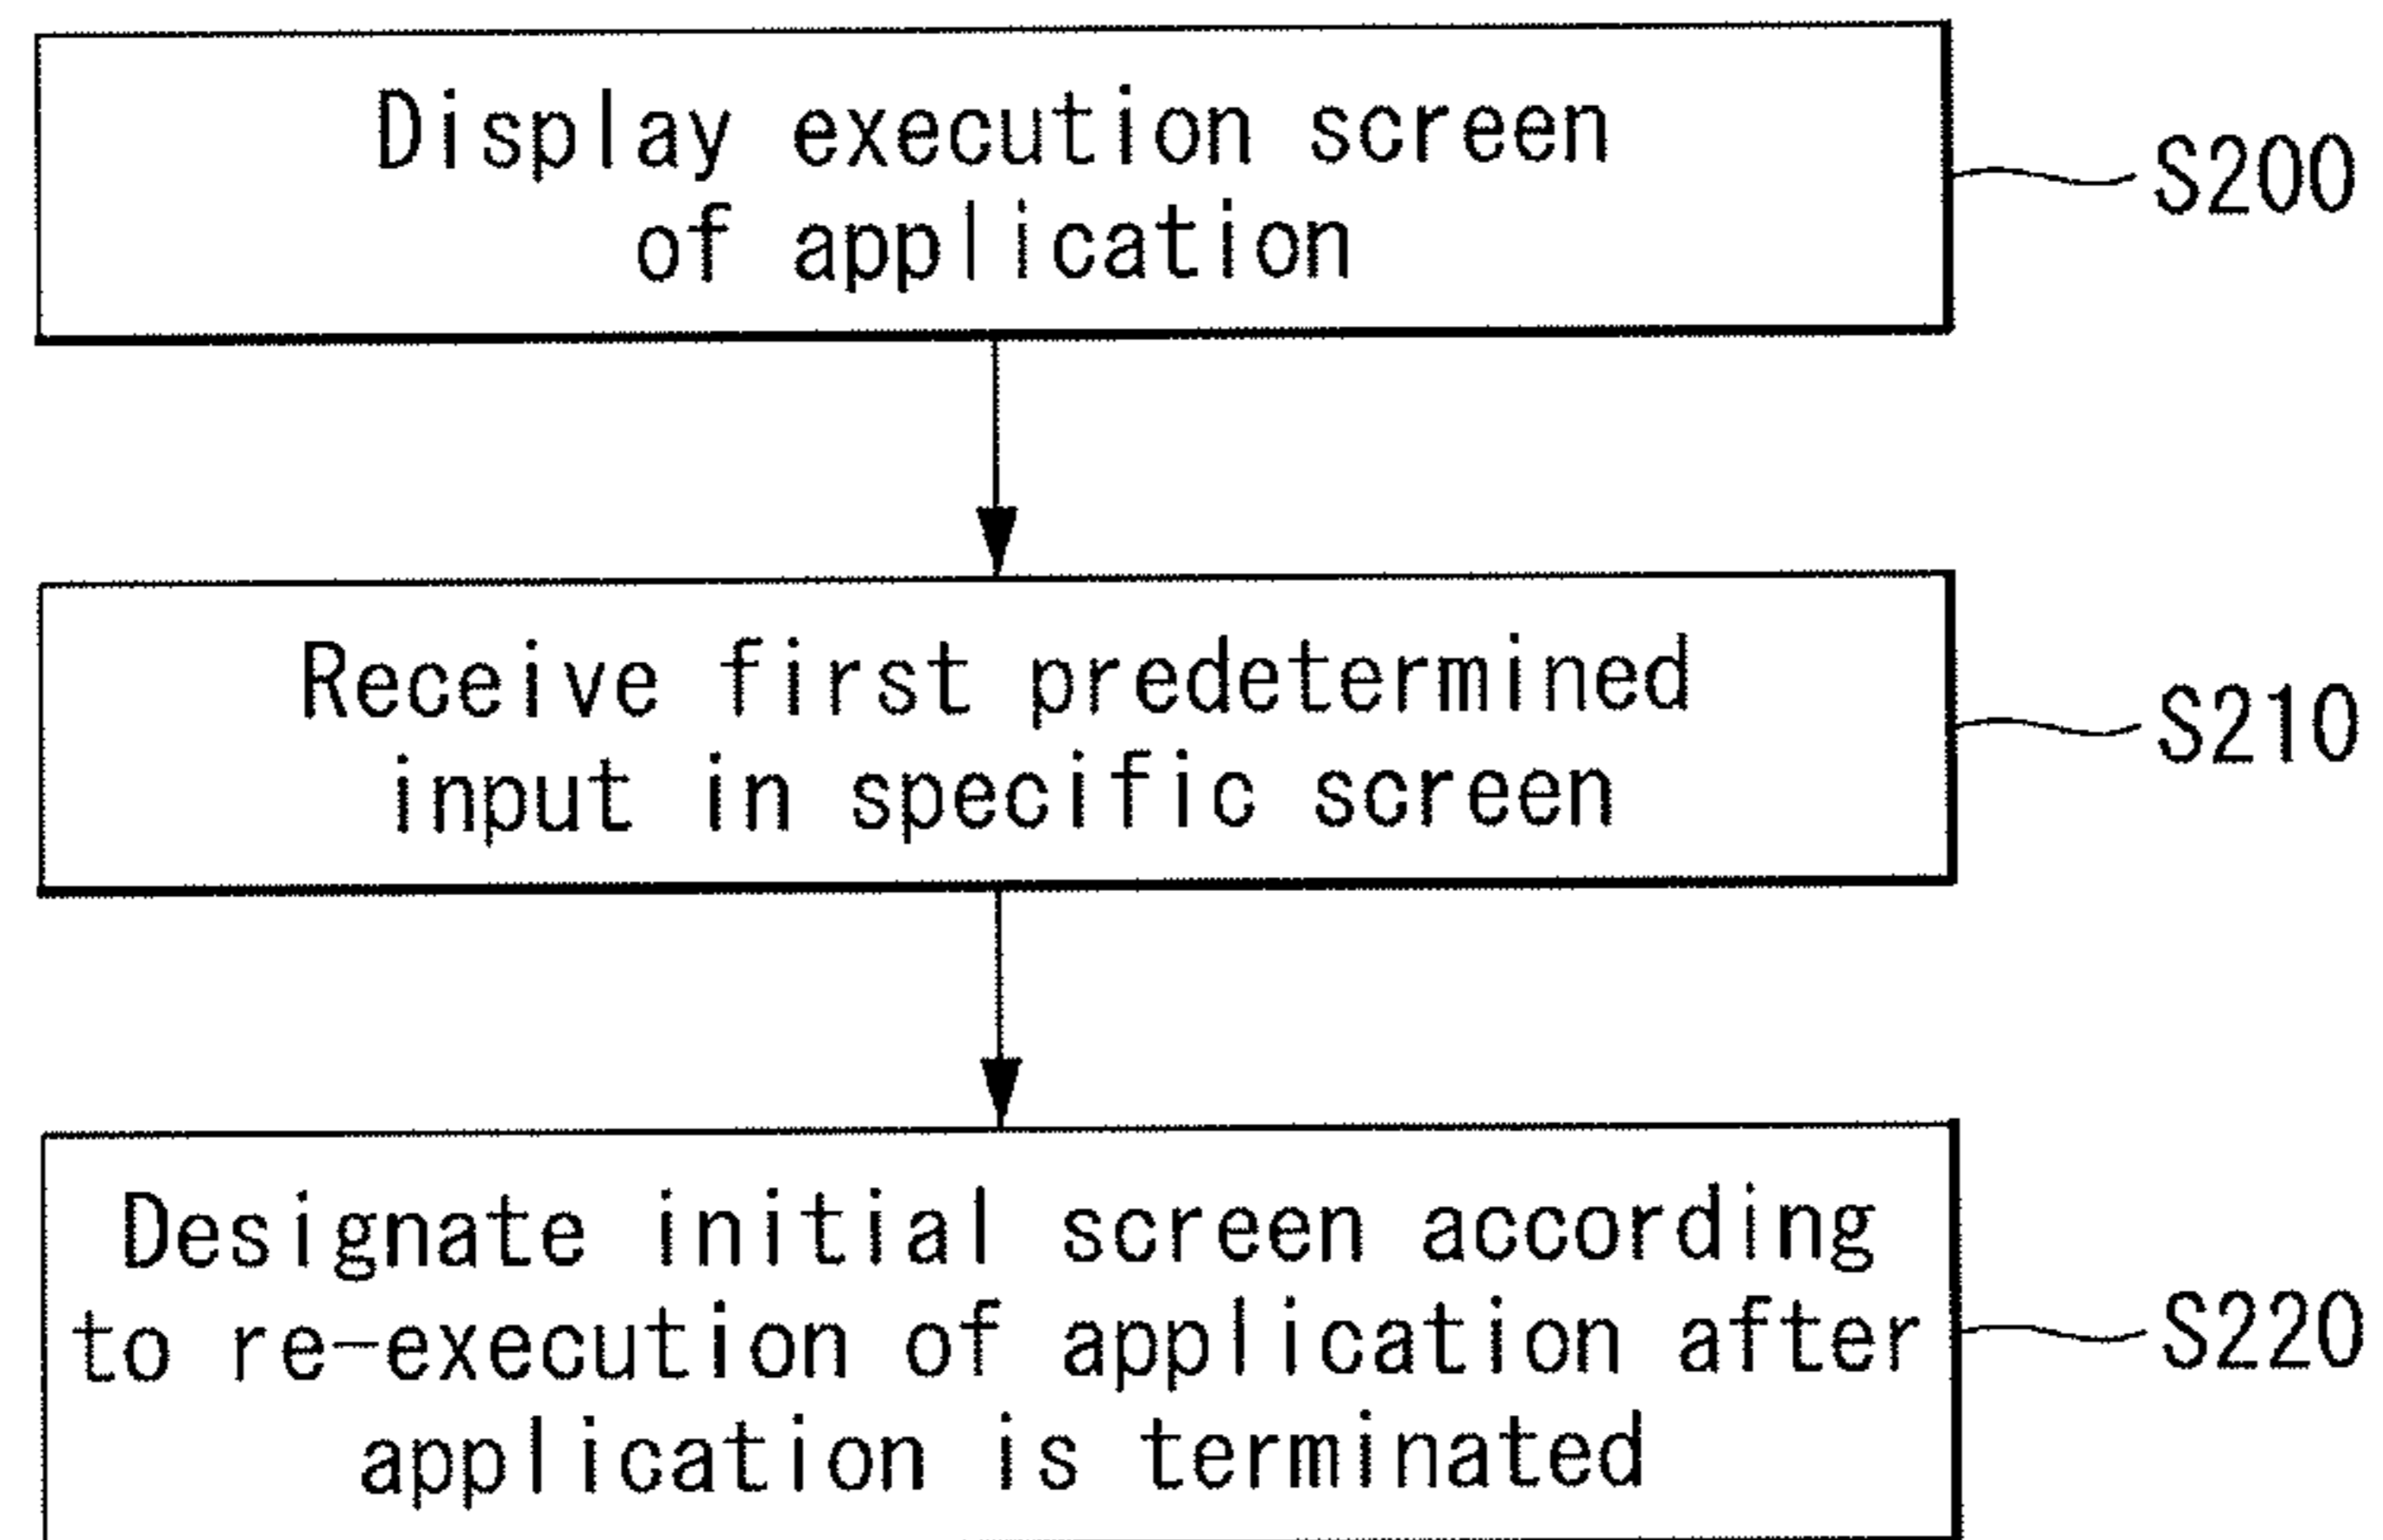 Display execution screen
of application
S200
Receive first predetermined
input in specific screen
S210
Designate initial screen according
to re-execution of application after
application is terminated
S220